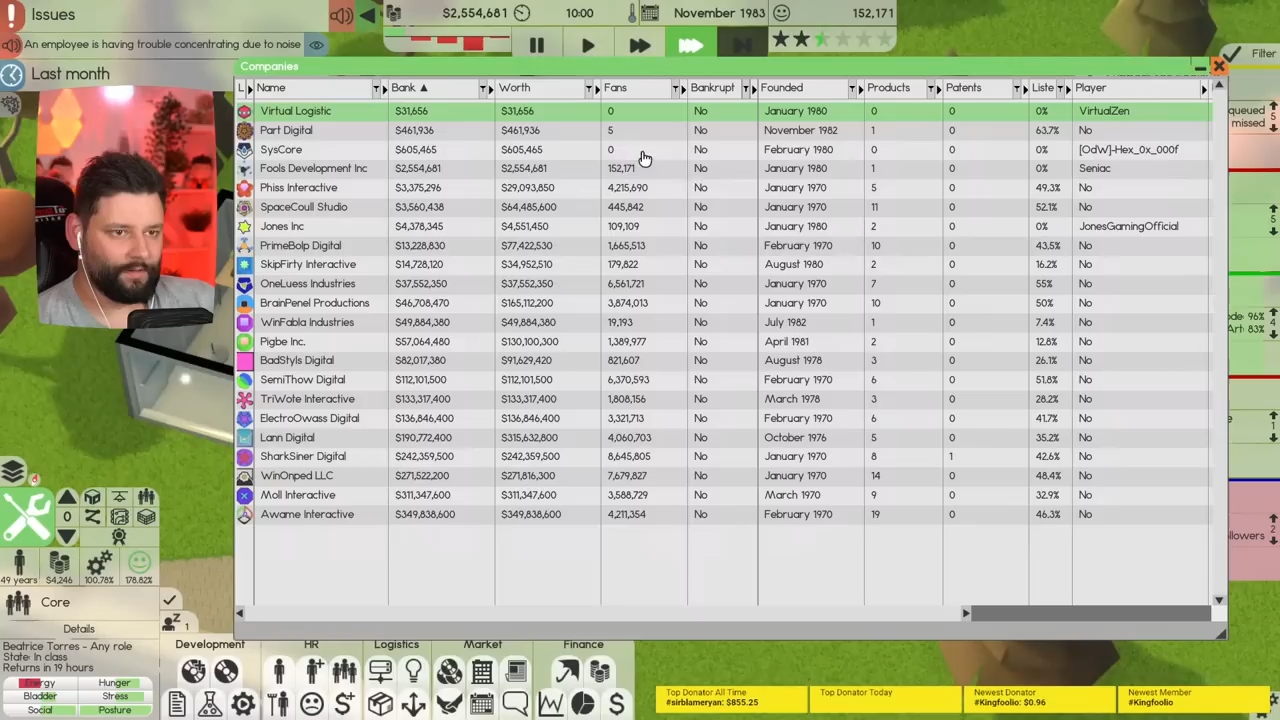 Issues
An employee is having trouble concentrating due to noise
Last month
$2,554,681
10:00
November 1983
152,171
Filter
Companies
L Name Bank Worth Fans Bankrupt Founded Products Patents Liste Player
Virtual Logistic $31,656 $31,656 0 No January 1980 0 0 0% VirtualZen
Part Digital $461,936 $461,936 5 No November 1982 1 0 63.7% No
SysCore $605,465 $605,465 0 No February 1980 0 0 0% [OdW]-Hex_0x_000f
Fools Development Inc $2,554,681 $2,554,681 152,171 No January 1980 1 0 0% Seniac
Phiss Interactive $3,375,296 $29,093,850 4,215,690 No January 1970 5 0 49.3% No
SpaceCoull Studio $3,560,438 $64,485,600 445,842 No January 1970 11 0 52.1% No
Jones Inc $4,378,345 $4,551,450 109,109 No January 1980 2 0 0% JonesGamingOfficial
PrimeBolp Digital $13,228,830 $77,422,530 1,665,513 No February 1970 10 0 43.5% No
SkipFirty Interactive $14,728,120 $34,952,510 179,822 No August 1980 2 0 16.2% No
OneLuess Industries $37,552,350 $37,552,350 6,561,721 No January 1970 7 0 55% No
BrainPenel Productions $46,708,470 $165,112,200 3,874,013 No January 1970 10 0 50% No
WinFabla Industries $49,884,380 $49,884,380 19,193 No July 1982 1 0 7.4% No
Pigbe Inc. $57,064,480 $130,100,300 1,389,977 No April 1981 2 0 12.8% No
BadStyls Digital $82,017,380 $91,629,420 821,607 No August 1978 3 0 26.1% No
SemiThow Digital $112,101,500 $112,101,500 6,370,593 No February 1970 6 0 51.8% No
TriWote Interactive $133,317,400 $133,317,400 1,808,156 No March 1978 3 0 28.2% No
ElectroOwass Digital $136,846,400 $136,846,400 3,321,713 No February 1970 6 0 41.7% No
Lann Digital $190,772,400 $315,632,800 4,060,703 No October 1976 5 0 35.2% No
SharkSiner Digital $242,359,500 $242,359,500 8,645,805 No January 1970 8 1 42.6% No
WinOnped LLC $271,522,200 $271,816,300 7,679,827 No January 1970 14 0 48.4% No
Moll Interactive $311,347,600 $311,347,600 3,588,729 No March 1970 9 0 32.9% No
Awame Interactive $349,838,600 $349,838,600 4,211,354 No February 1970 19 0 46.3% No
queued 5
missed
5
ode: 96% 4
Art: 83%
1
ollowers 2
0
49 years $4,246 100.78% 178.82%
Core
1
Details
Beatrice Torres - Any role
State: In class
Returns in 19 hours
Energy Hunger
Bladder Stress
Social Posture
Development HR Logistics Market Finance
Top Donator All Time
#sirblameryan: $855.25
Top Donator Today
Newest Donator
#Kingfoolio: $0.96
Newest Member
#Kingfoolio